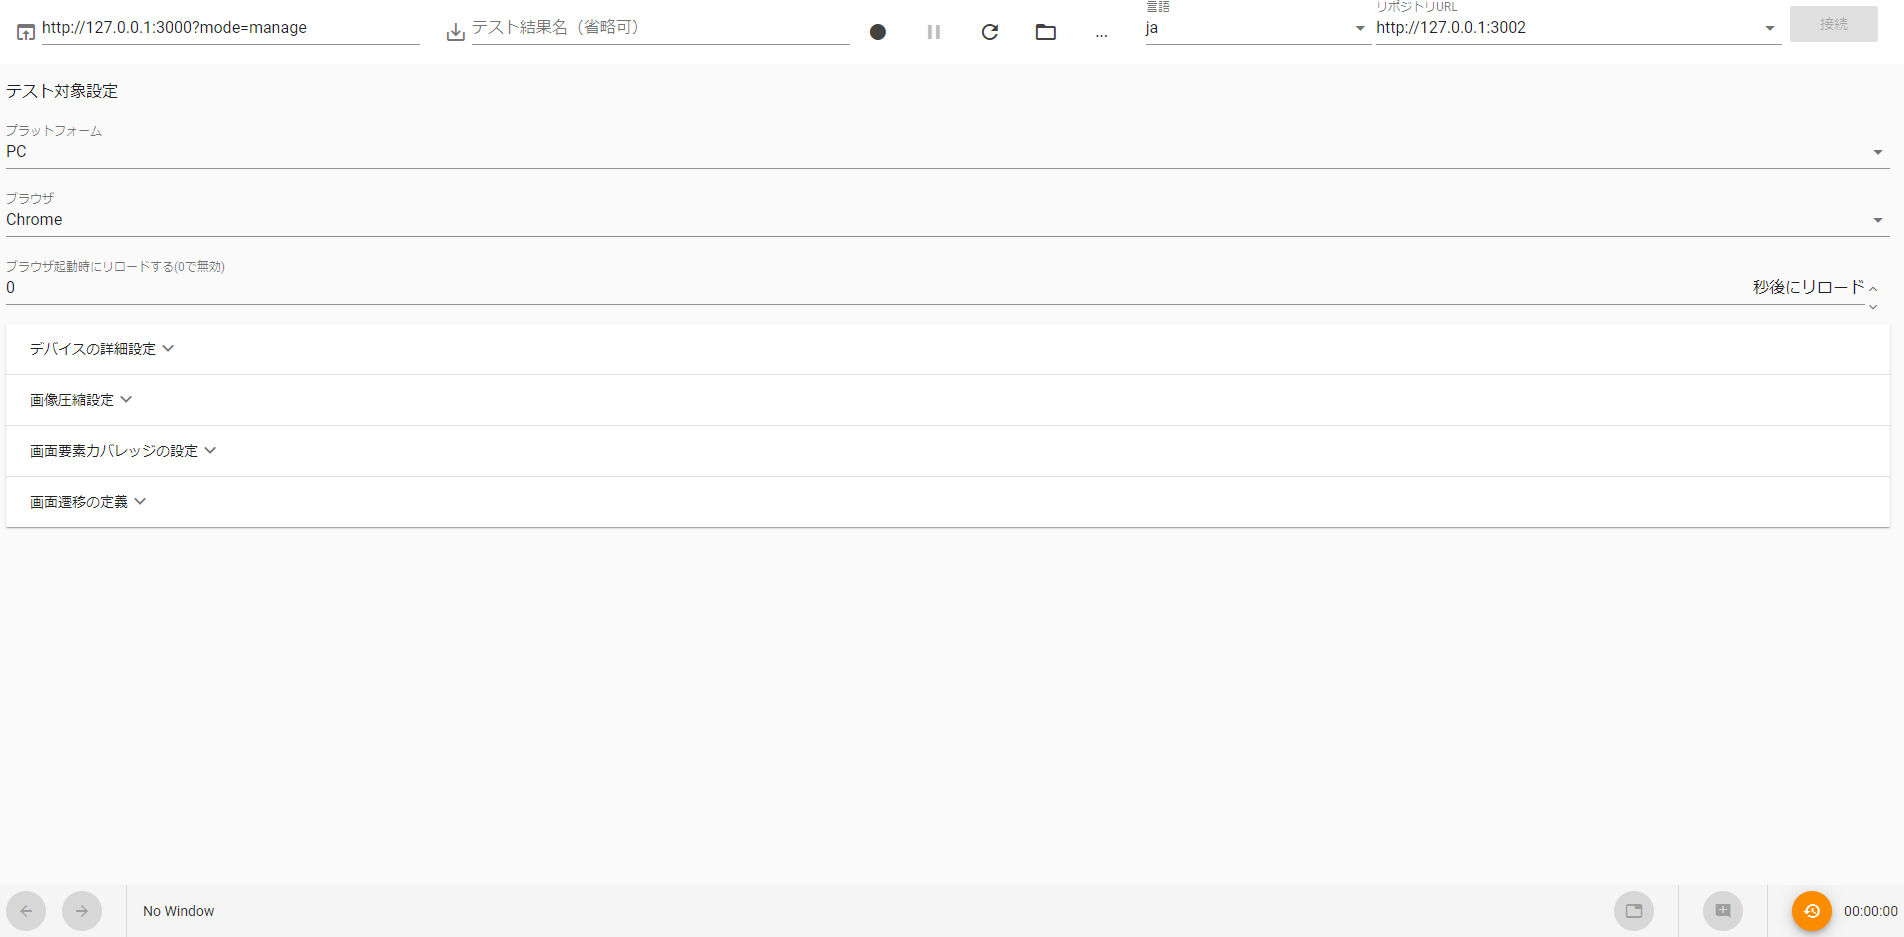 言語
リポジトリURL
http://127.0.0.1:3000?mode=manage
テスト結果名（省略可）
...
ja
http://127.0.0.1:3002
接続
テスト対象設定
プラットフォーム
PC
ブラウザ
Chrome
ブラウザ起動時にリロードする(0で無効)
0
秒後にリロード
デバイスの詳細設定
画像圧縮設定
画面要素カバレッジの設定
画面遷移の定義
No Window
00:00:00